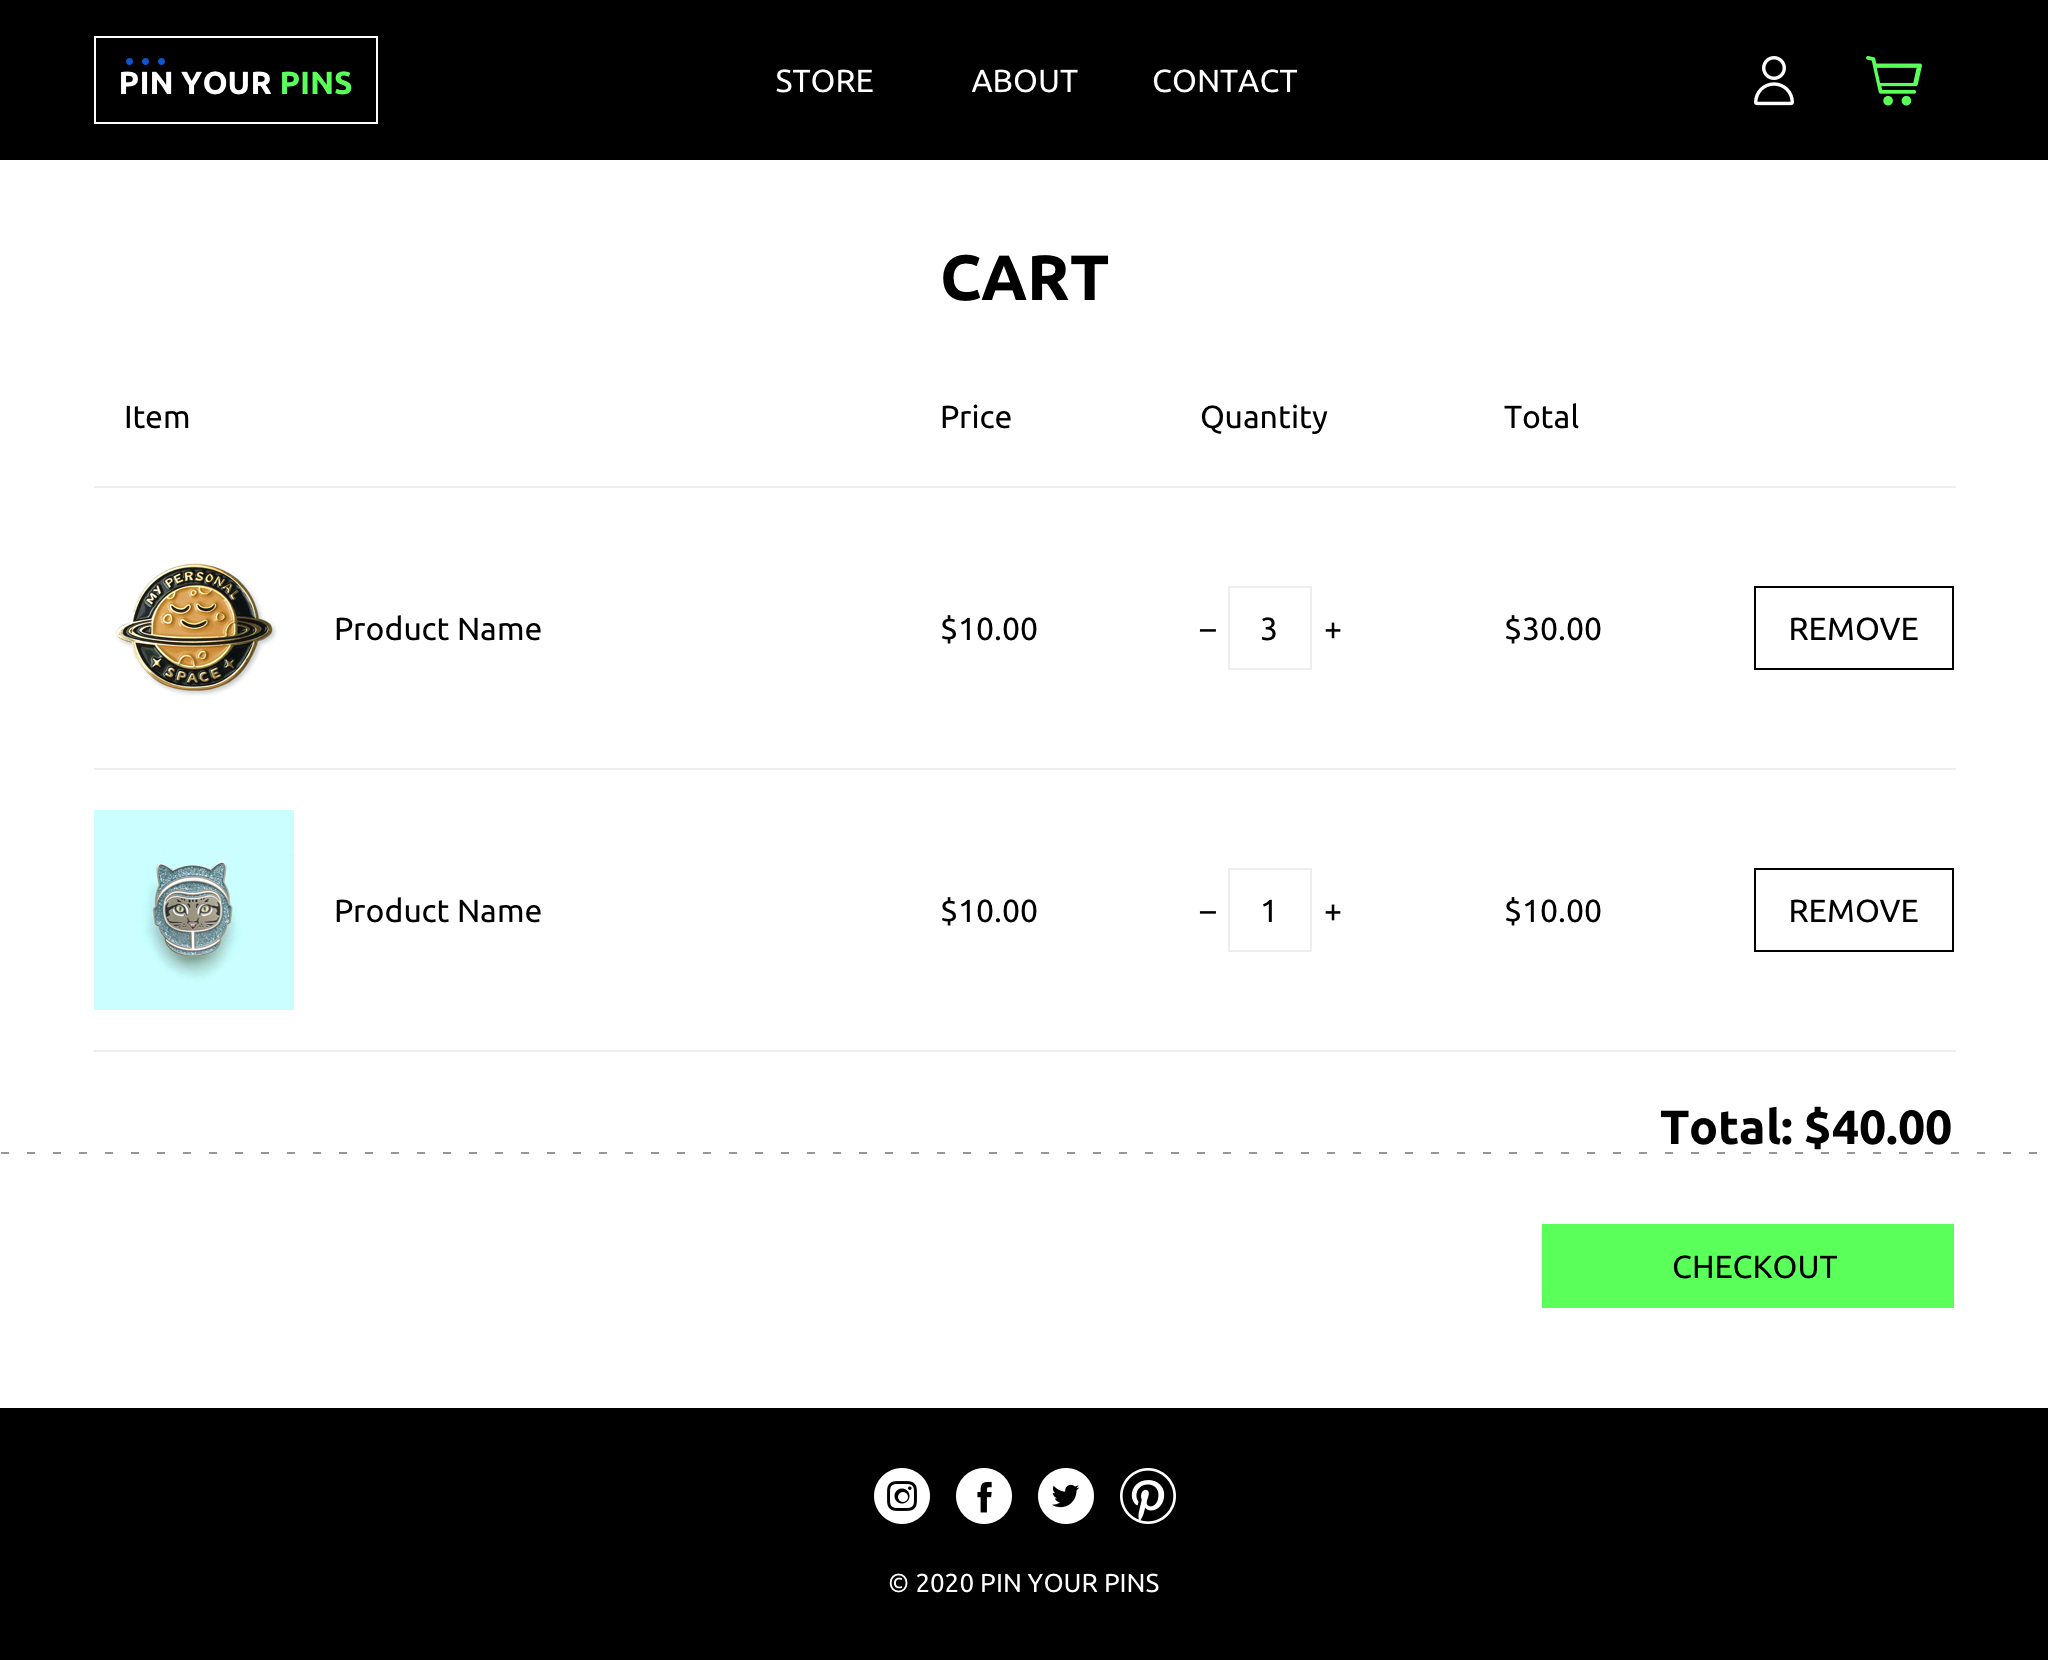 PIN YOUR PINS STORE ABOUT CONTACT
CART
Item Price Quantity Total
MY PERSONAL
SPACE
Product Name $10.00 – 3 + $30.00 REMOVE
Product Name $10.00 – 1 + $10.00 REMOVE
Total: $40.00
CHECKOUT
© 2020 PIN YOUR PINS